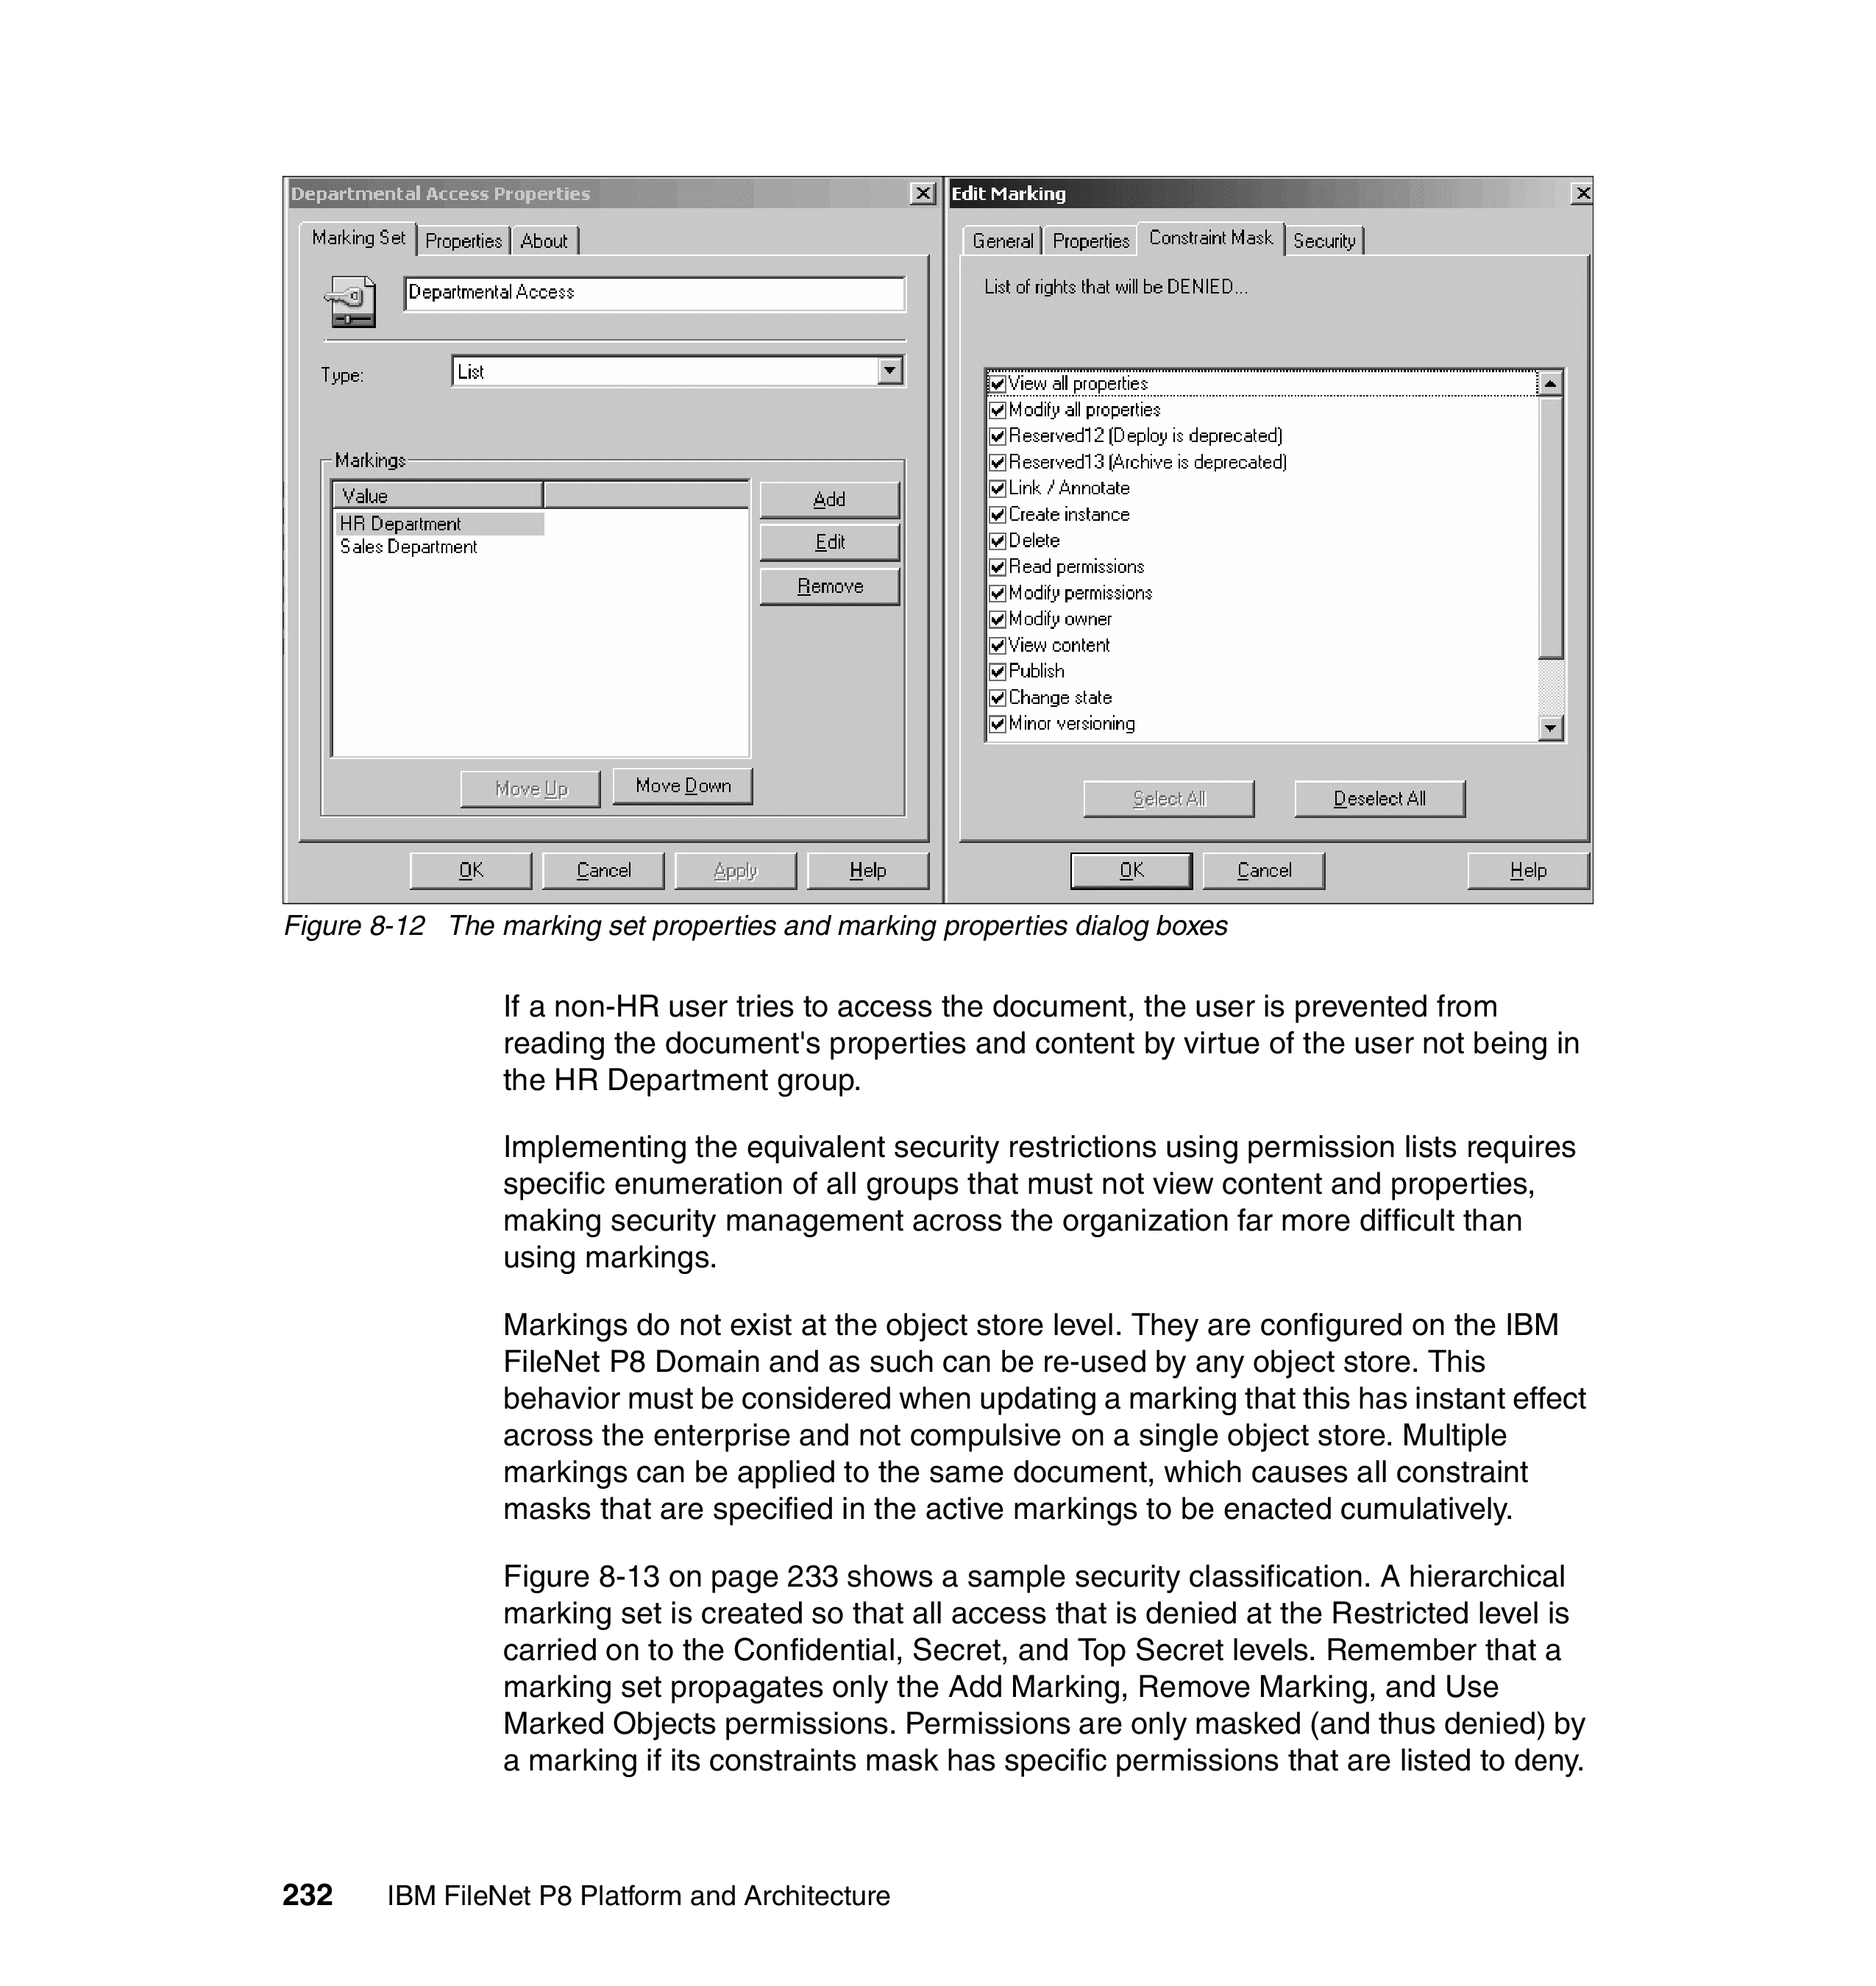 Departmental Access Properties
Marking Set Properties About
Departmental Access
Type: List
Markings
Value
HR Department
Sales Department
Add
Edit
Remove
Move Up Move Down
OK Cancel Apply Help
Edit Marking
General Properties Constraint Mask Security
List of rights that will be DENIED...
View all properties
Modify all properties
Reserved12 (Deploy is deprecated)
Reserved13 (Archive is deprecated)
Link / Annotate
Create instance
Delete
Read permissions
Modify permissions
Modify owner
View content
Publish
Change state
Minor versioning
Select All Deselect All
OK Cancel Help
Figure 8-12 The marking set properties and marking properties dialog boxes
If a non-HR user tries to access the document, the user is prevented from
reading the document's properties and content by virtue of the user not being in
the HR Department group.
Implementing the equivalent security restrictions using permission lists requires
specific enumeration of all groups that must not view content and properties,
making security management across the organization far more difficult than
using markings.
Markings do not exist at the object store level. They are configured on the IBM
FileNet P8 Domain and as such can be re-used by any object store. This
behavior must be considered when updating a marking that this has instant effect
across the enterprise and not compulsive on a single object store. Multiple
markings can be applied to the same document, which causes all constraint
masks that are specified in the active markings to be enacted cumulatively.
Figure 8-13 on page 233 shows a sample security classification. A hierarchical
marking set is created so that all access that is denied at the Restricted level is
carried on to the Confidential, Secret, and Top Secret levels. Remember that a
marking set propagates only the Add Marking, Remove Marking, and Use
Marked Objects permissions. Permissions are only masked (and thus denied) by
a marking if its constraints mask has specific permissions that are listed to deny.
232 IBM FileNet P8 Platform and Architecture